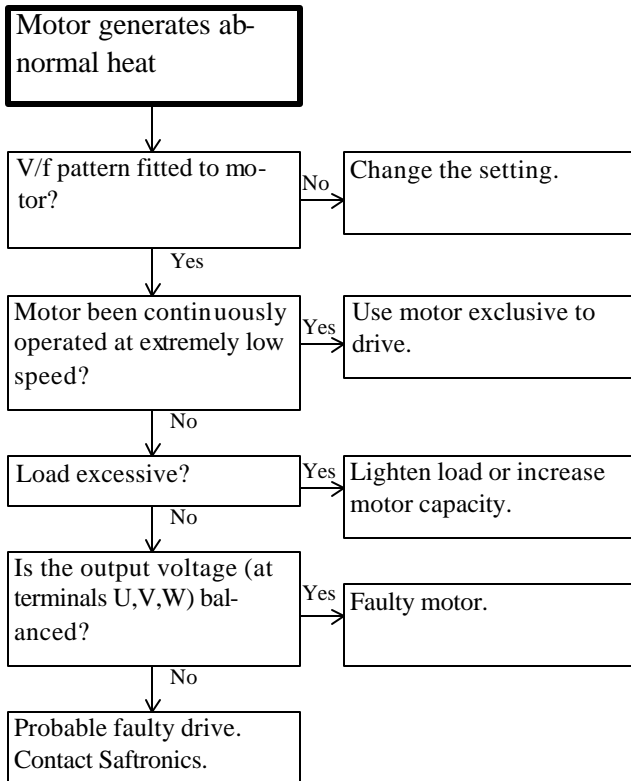 Motor generates ab-
normal heat
V/f pattern fitted to mo-
tor?
No
Change the setting.
Yes
Motor been continuously
operated at extremely low
speed?
Yes
Use motor exclusive to
drive.
No
Load excessive?
Yes
Lighten load or increase
motor capacity.
No
Is the output voltage (at
terminals U,V,W) bal-
anced?
Yes
Faulty motor.
No
Probable faulty drive.
Contact Saftronics.